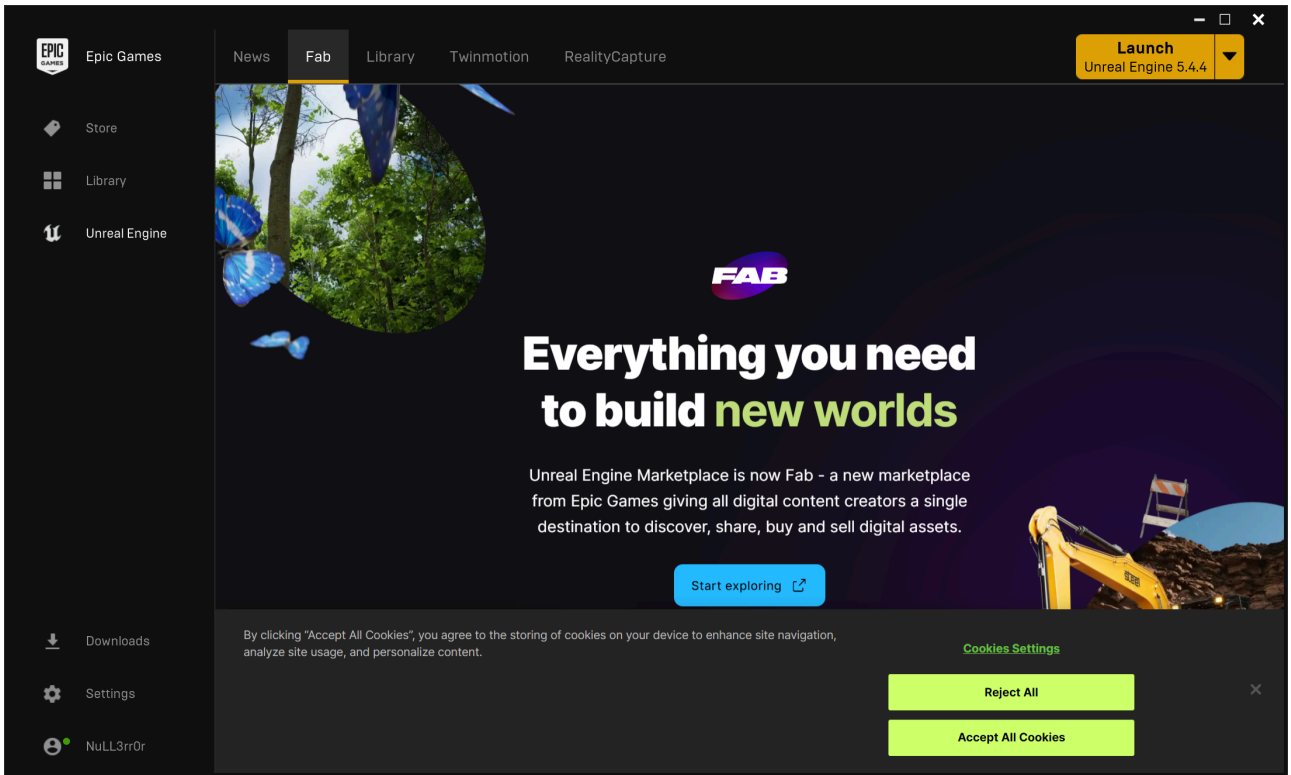 EPIC
GAMES
Epic Games
News
Fab
Library
Twinmotion
RealityCapture
Launch
Unreal Engine 5.4.4
Store
Library
Unreal Engine
FAB
Everything you need
to build new worlds
Unreal Engine Marketplace is now Fab - a new marketplace
from Epic Games giving all digital content creators a single
destination to discover, share, buy and sell digital assets.
Start exploring
Downloads
Settings
NuLL3rr0r
By clicking “Accept All Cookies”, you agree to the storing of cookies on your device to enhance site navigation,
analyze site usage, and personalize content.
Cookies Settings
Reject All
Accept All Cookies